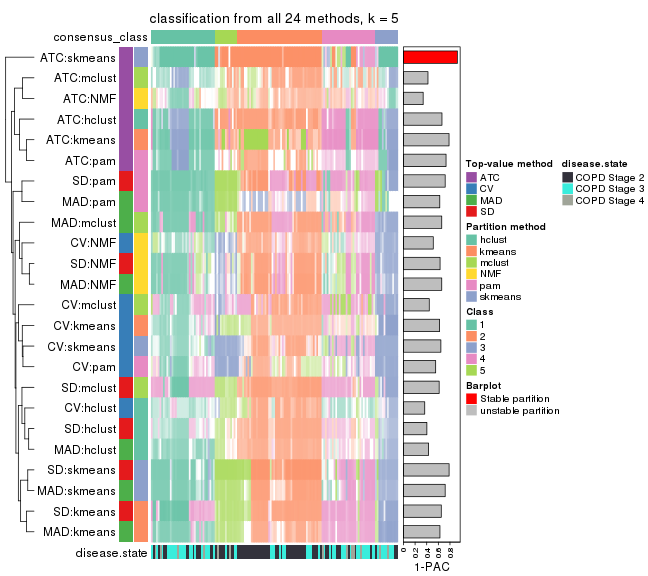 classification from all 24 methods, k = 5
consensus_class
ATC:skmeans
ATC:mclust
ATC:NMF
ATC:hclust
ATC:kmeans
ATC:pam
SD:pam
MAD:pam
MAD:mclust
CV:NMF
SD:NMF
MAD:NMF
CV:mclust
CV:kmeans
CV:skmeans
CV:pam
SD:mclust
CV:hclust
SD:hclust
MAD:hclust
SD:skmeans
MAD:skmeans
SD:kmeans
MAD:kmeans
disease.state
0
0.2
0.4
0.6
0.8
1-PAC
Top-value method
ATC
CV
MAD
SD
Partition method
hclust
kmeans
mclust
NMF
pam
skmeans
Class
1
2
3
4
5
Barplot
Stable partition
unstable partition
disease.state
COPD Stage 2
COPD Stage 3
COPD Stage 4